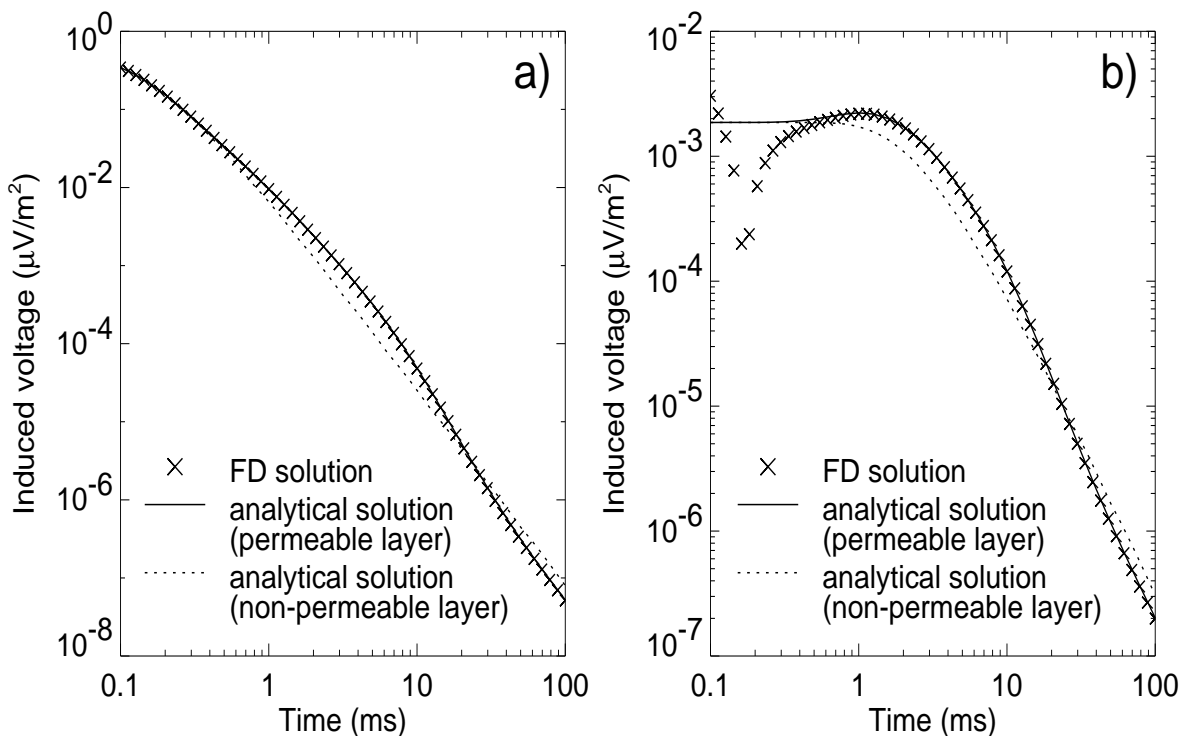 a)
10^0
10^-2
10^-4
10^-6
10^-8
Induced voltage (μV/m^2)
× FD solution
analytical solution
(permeable layer)
analytical solution
(non-permeable layer)
0.1 1 10 100
Time (ms)
b)
10^-2
10^-3
10^-4
10^-5
10^-6
10^-7
Induced voltage (μV/m^2)
× FD solution
analytical solution
(permeable layer)
analytical solution
(non-permeable layer)
0.1 1 10 100
Time (ms)